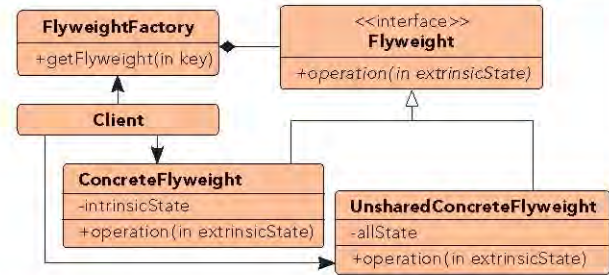 FlyweightFactory
+getFlyweight(in key)
<<interface>>
Flyweight
+operation(in extrinsicState)
Client
ConcreteFlyweight
-intrinsicState
+operation(in extrinsicState)
UnsharedConcreteFlyweight
-allState
+operation(in extrinsicState)